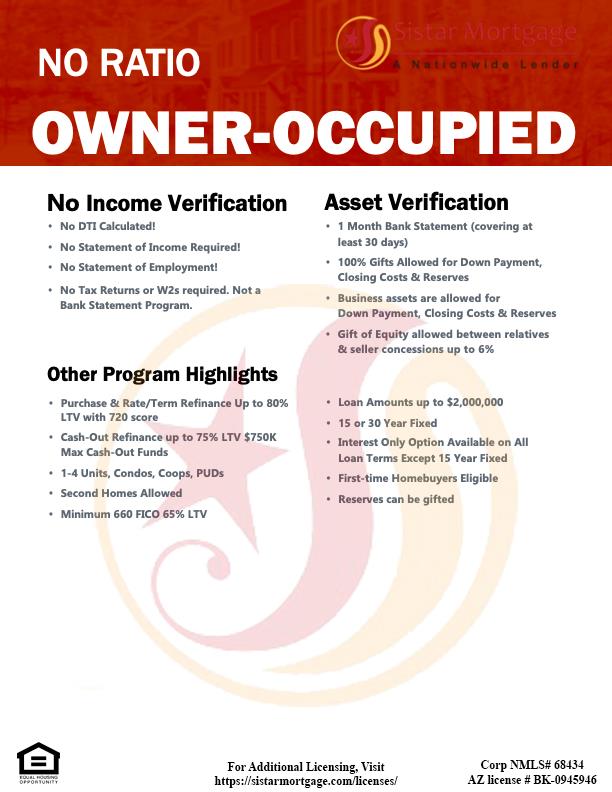 Sistar Mortgage
A Nationwide Lender
NO RATIO
OWNER-OCCUPIED
No Income Verification
• No DTI Calculated!
• No Statement of Income Required!
• No Statement of Employment!
• No Tax Returns or W2s required. Not a
Bank Statement Program.
Asset Verification
• 1 Month Bank Statement (covering at
least 30 days)
• 100% Gifts Allowed for Down Payment,
Closing Costs & Reserves
• Business assets are allowed for
Down Payment, Closing Costs & Reserves
• Gift of Equity allowed between relatives
& seller concessions up to 6%
Other Program Highlights
• Purchase & Rate/Term Refinance Up to 80%
LTV with 720 score
• Cash-Out Refinance up to 75% LTV $750K
Max Cash-Out Funds
• 1-4 Units, Condos, Coops, PUDs
• Second Homes Allowed
• Minimum 660 FICO 65% LTV
• Loan Amounts up to $2,000,000
• 15 or 30 Year Fixed
• Interest Only Option Available on All
Loan Terms Except 15 Year Fixed
• First-time Homebuyers Eligible
• Reserves can be gifted
EQUAL HOUSING
OPPORTUNITY
For Additional Licensing, Visit
https://sistarmortgage.com/licenses/
Corp NMLS# 68434
AZ license # BK-0945946